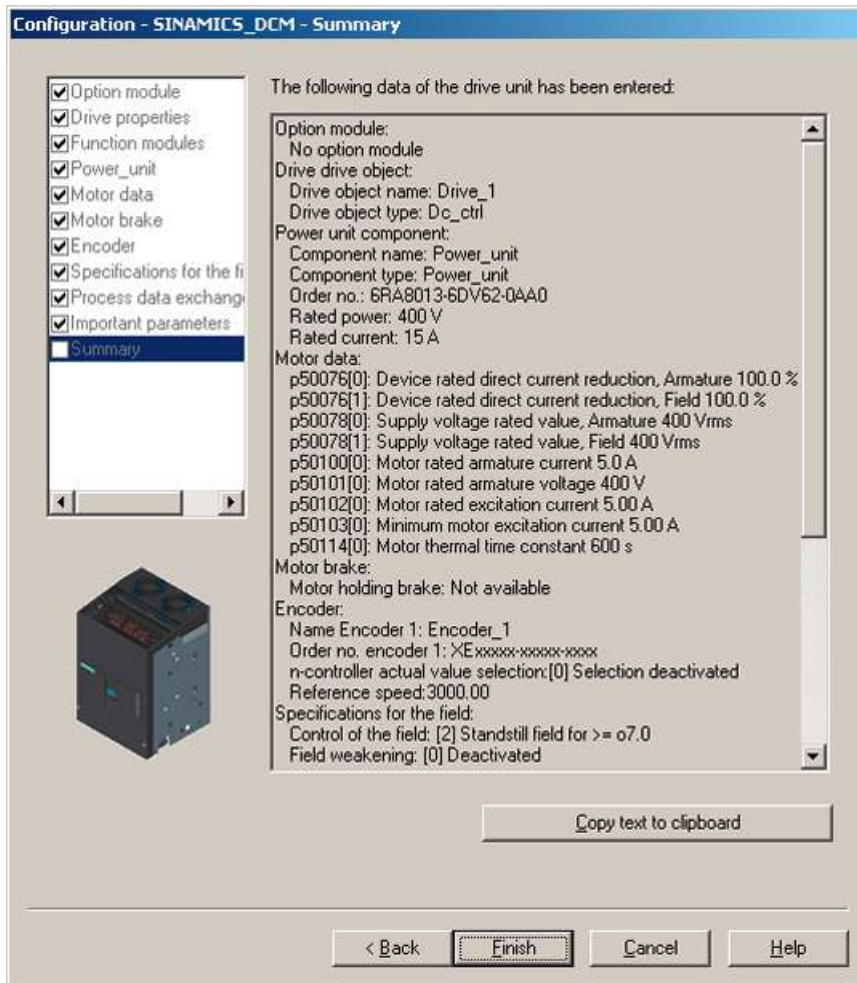 Configuration - SINAMICS_DCM - Summary
Option module
Drive properties
Function modules
Power_unit
Motor data
Motor brake
Encoder
Specifications for the fi
Process data exchang
Important parameters
Summary
The following data of the drive unit has been entered:
Option module:
No option module
Drive drive object:
Drive object name: Drive_1
Drive object type: Dc_ctrl
Power unit component:
Component name: Power_unit
Component type: Power_unit
Order no.: 6RA8013-6DV62-0AA0
Rated power: 400 V
Rated current: 15 A
Motor data:
p50076[0]: Device rated direct current reduction, Armature 100.0 %
p50076[1]: Device rated direct current reduction, Field 100.0 %
p50078[0]: Supply voltage rated value, Armature 400 Vrms
p50078[1]: Supply voltage rated value, Field 400 Vrms
p50100[0]: Motor rated armature current 5.0 A
p50101[0]: Motor rated armature voltage 400 V
p50102[0]: Motor rated excitation current 5.00 A
p50103[0]: Minimum motor excitation current 5.00 A
p50114[0]: Motor thermal time constant 600 s
Motor brake:
Motor holding brake: Not available
Encoder:
Name Encoder 1: Encoder_1
Order no. encoder 1: XExxxxx-xxxxx-xxxx
n-controller actual value selection:[0] Selection deactivated
Reference speed:3000.00
Specifications for the field:
Control of the field: [2] Standstill field for >= o7.0
Field weakening: [0] Deactivated
Copy text to clipboard
< Back
Finish
Cancel
Help